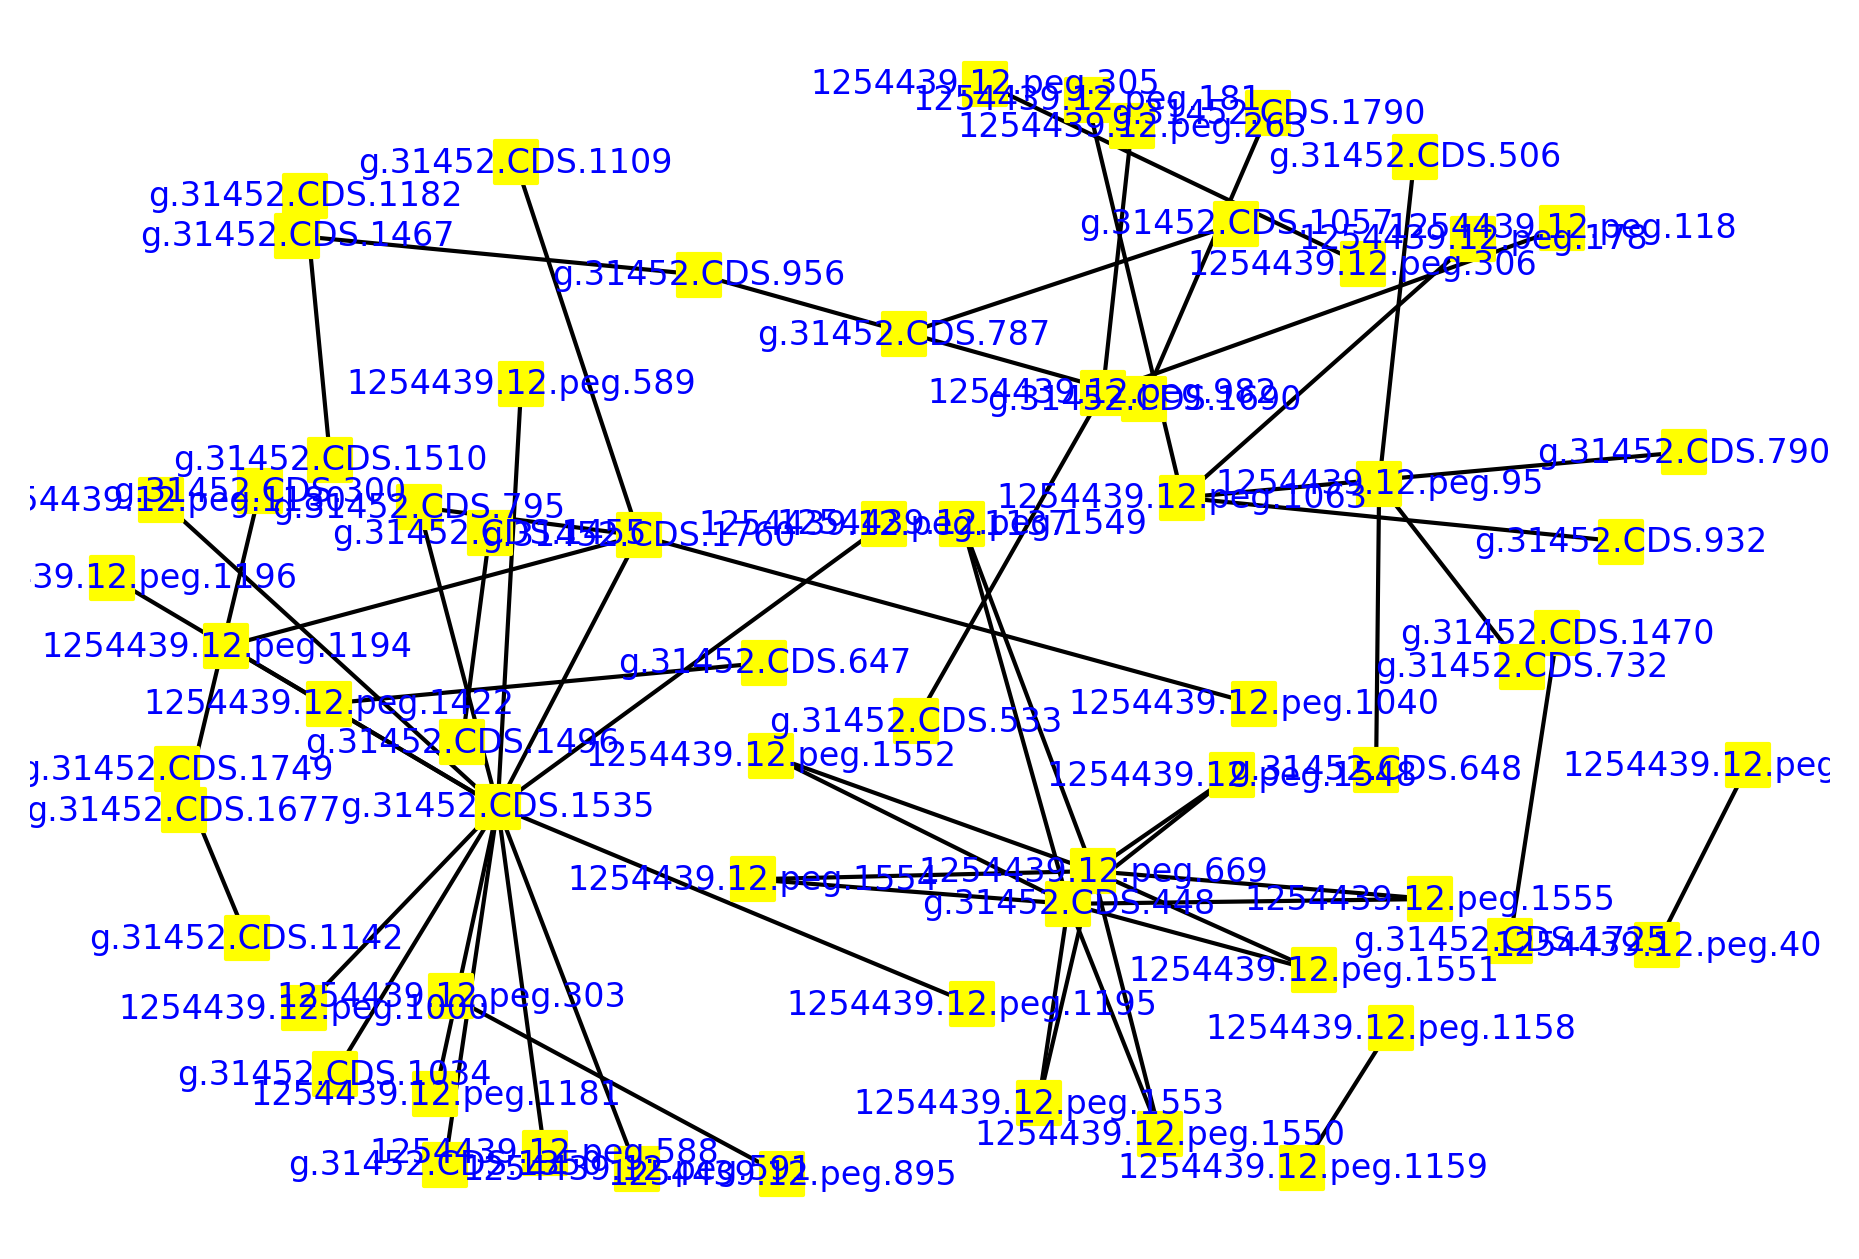 1254439.12.peg.305
1254439.12.peg.181
g.31452.CDS.1790
1254439.12.peg.263
g.31452.CDS.506
g.31452.CDS.1109
g.31452.CDS.1182
g.31452.CDS.1467
g.31452.CDS.1057
1254439.12.peg.118
1254439.12.peg.178
1254439.12.peg.306
g.31452.CDS.956
g.31452.CDS.787
1254439.12.peg.589
1254439.12.peg.982
g.31452.CDS.1690
g.31452.CDS.790
g.31452.CDS.1510
g.31452.CDS.300
54439.12.peg.1180
g.31452.CDS.795
1254439.12.peg.95
1254439.12.peg.1063
g.31452.CDS.1455
g.31452.CDS.1760
1254439.12.peg.1197
1254439.12.peg.1549
g.31452.CDS.932
39.12.peg.1196
1254439.12.peg.1194
g.31452.CDS.1470
g.31452.CDS.647
g.31452.CDS.732
1254439.12.peg.1422
1254439.12.peg.1040
g.31452.CDS.533
g.31452.CDS.1496
1254439.12.peg.1552
g.31452.CDS.1749
1254439.12.peg.1548
g.31452.CDS.648
1254439.12.peg
g.31452.CDS.1677
g.31452.CDS.1535
1254439.12.peg.1554
1254439.12.peg.669
g.31452.CDS.448
1254439.12.peg.1555
g.31452.CDS.1142
g.31452.CDS.1725
1254439.12.peg.40
1254439.12.peg.1551
1254439.12.peg.303
1254439.12.peg.1000
1254439.12.peg.1195
1254439.12.peg.1158
g.31452.CDS.1034
1254439.12.peg.1181
1254439.12.peg.1553
1254439.12.peg.1550
1254439.12.peg.588
1254439.12.peg.591
1254439.12.peg.895
1254439.12.peg.1159